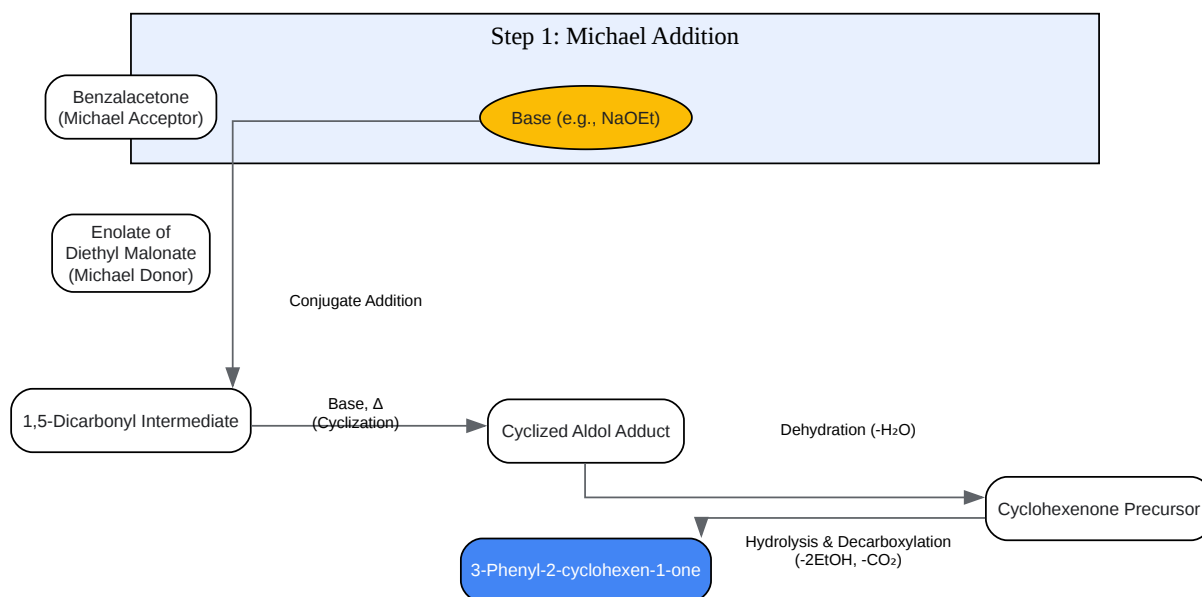 Step 1: Michael Addition
Benzalacetone
(Michael Acceptor)
Base (e.g., NaOEt)
Enolate of
Diethyl Malonate
(Michael Donor)
Conjugate Addition
1,5-Dicarbonyl Intermediate
Base, Δ
(Cyclization)
Cyclized Aldol Adduct
Dehydration (-H₂O)
Cyclohexenone Precursor
Hydrolysis & Decarboxylation
(-2EtOH, -CO₂)
3-Phenyl-2-cyclohexen-1-one